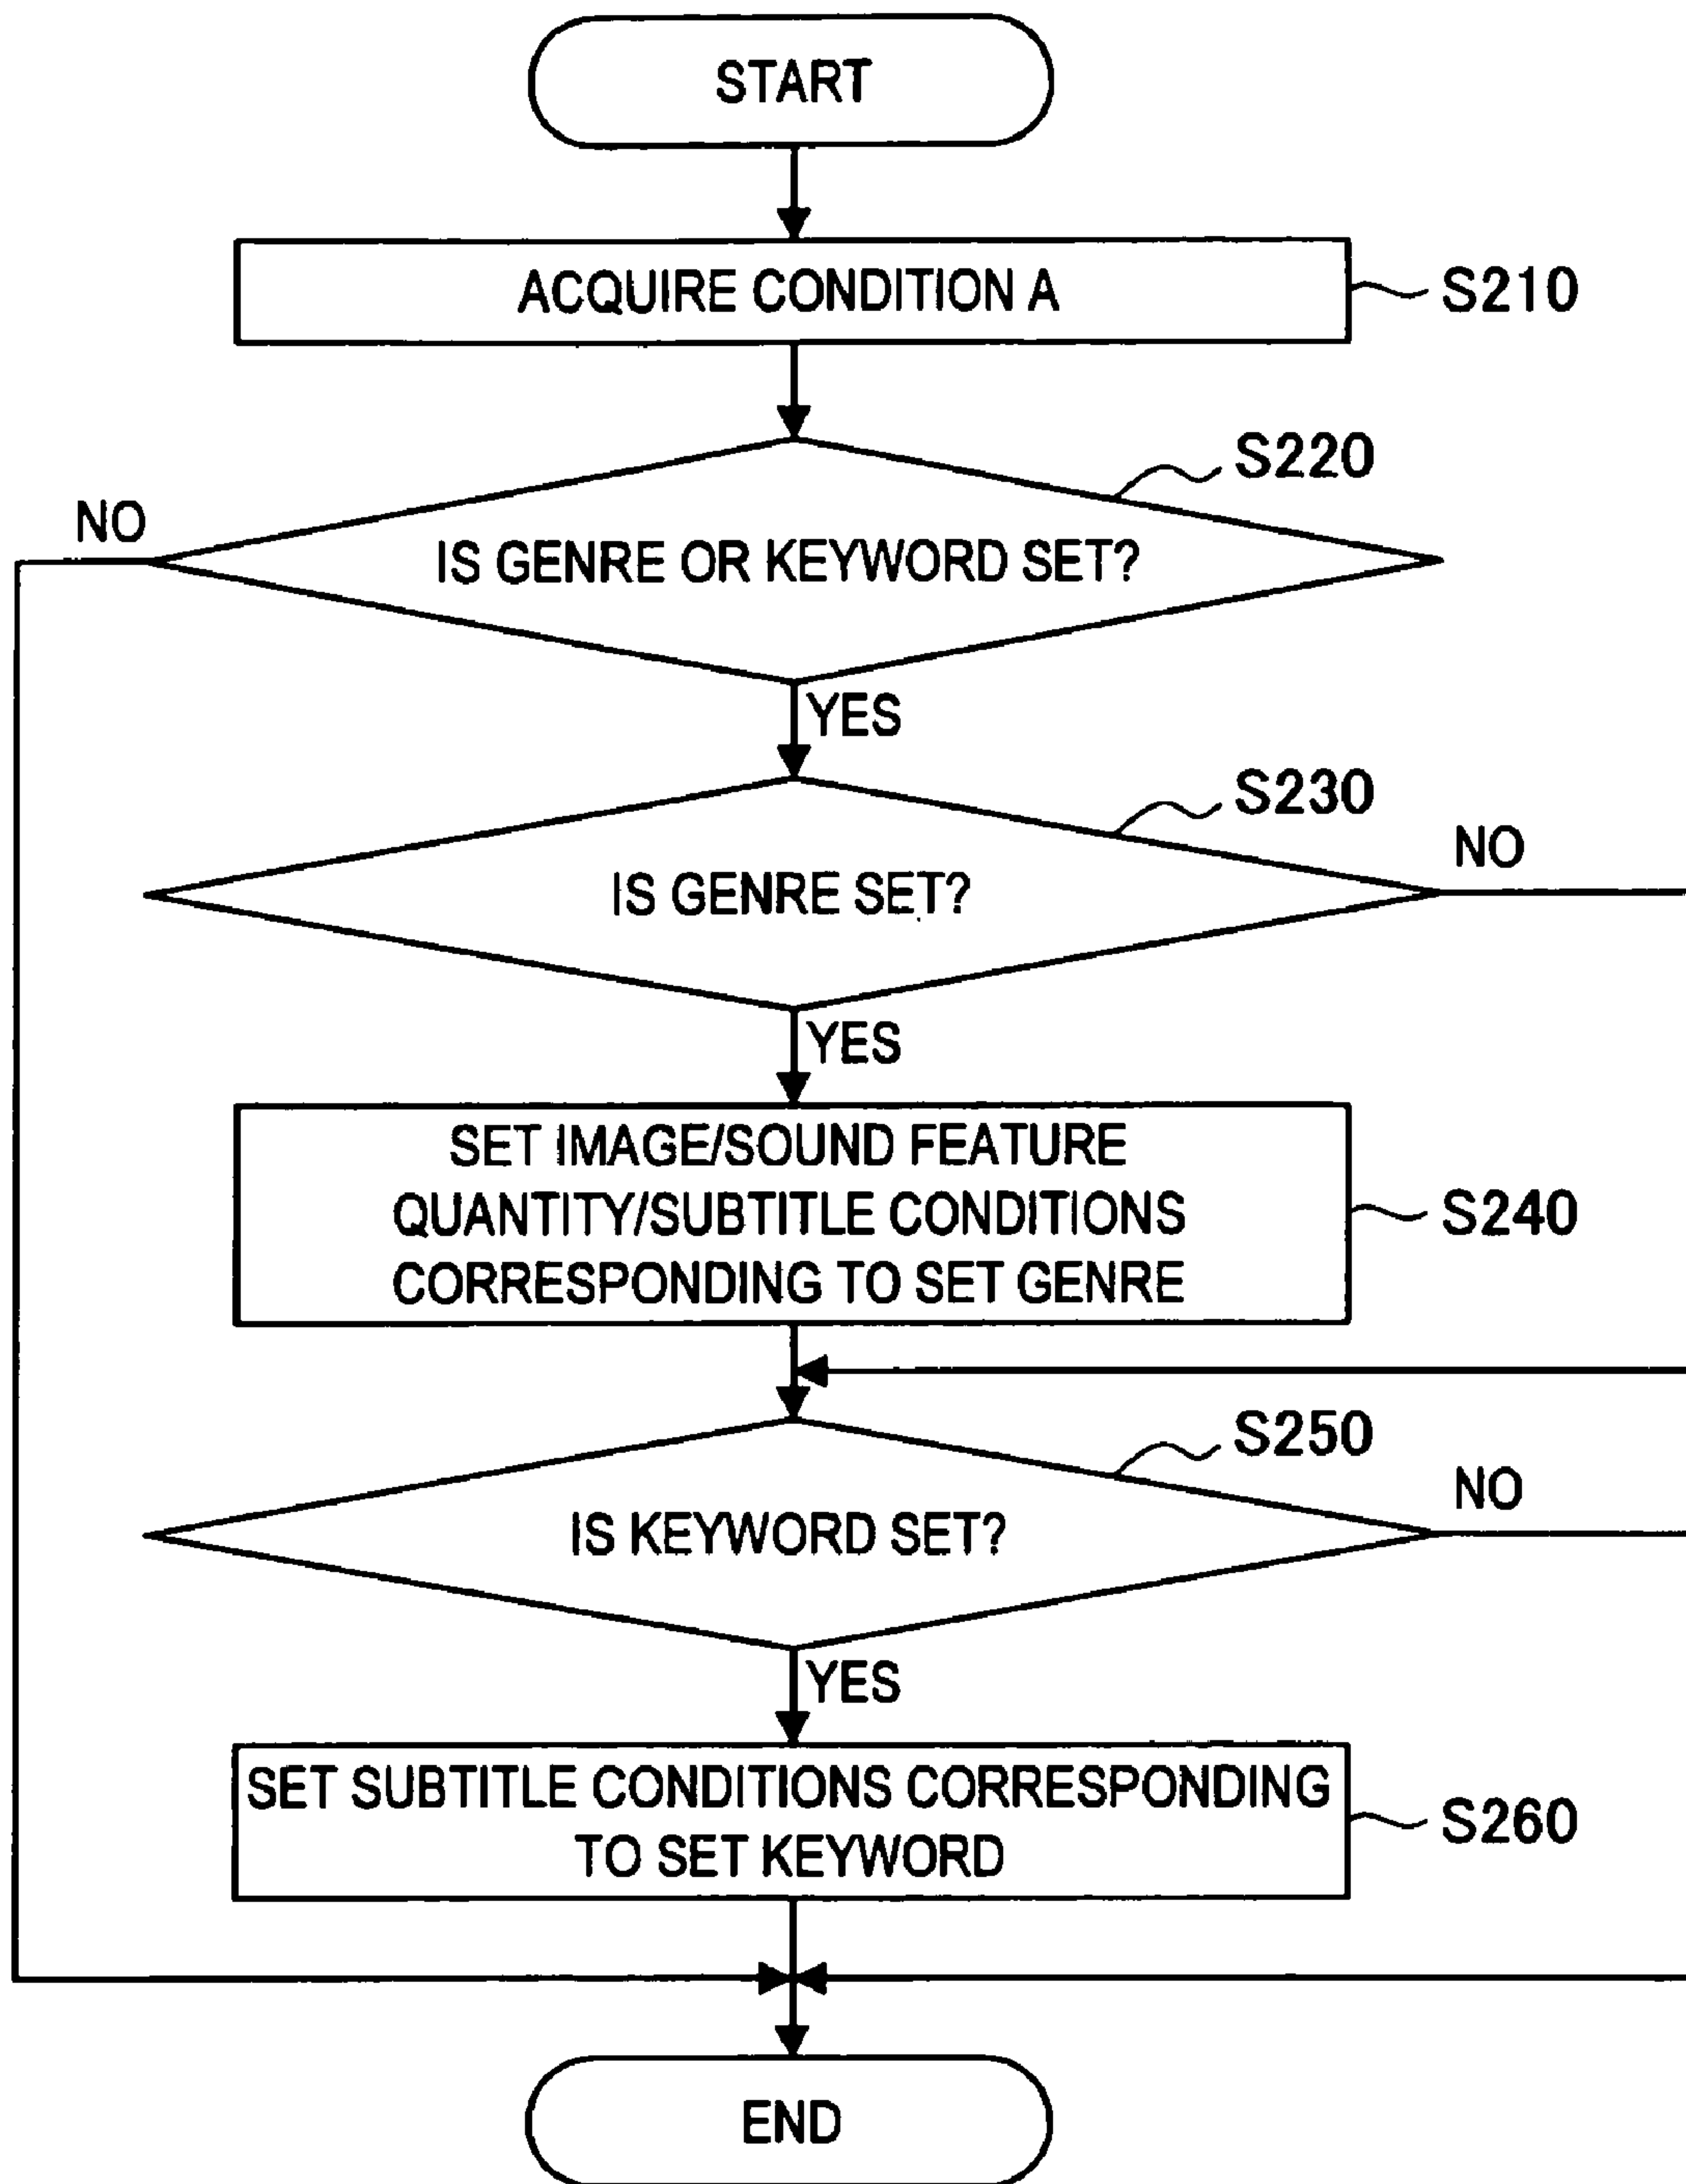 START
ACQUIRE CONDITION A
S210
S220
NO
IS GENRE OR KEYWORD SET?
YES
S230
NO
IS GENRE SET?
YES
SET IMAGE/SOUND FEATURE
QUANTITY/SUBTITLE CONDITIONS
CORRESPONDING TO SET GENRE
S240
S250
NO
IS KEYWORD SET?
YES
SET SUBTITLE CONDITIONS CORRESPONDING
TO SET KEYWORD
S260
END